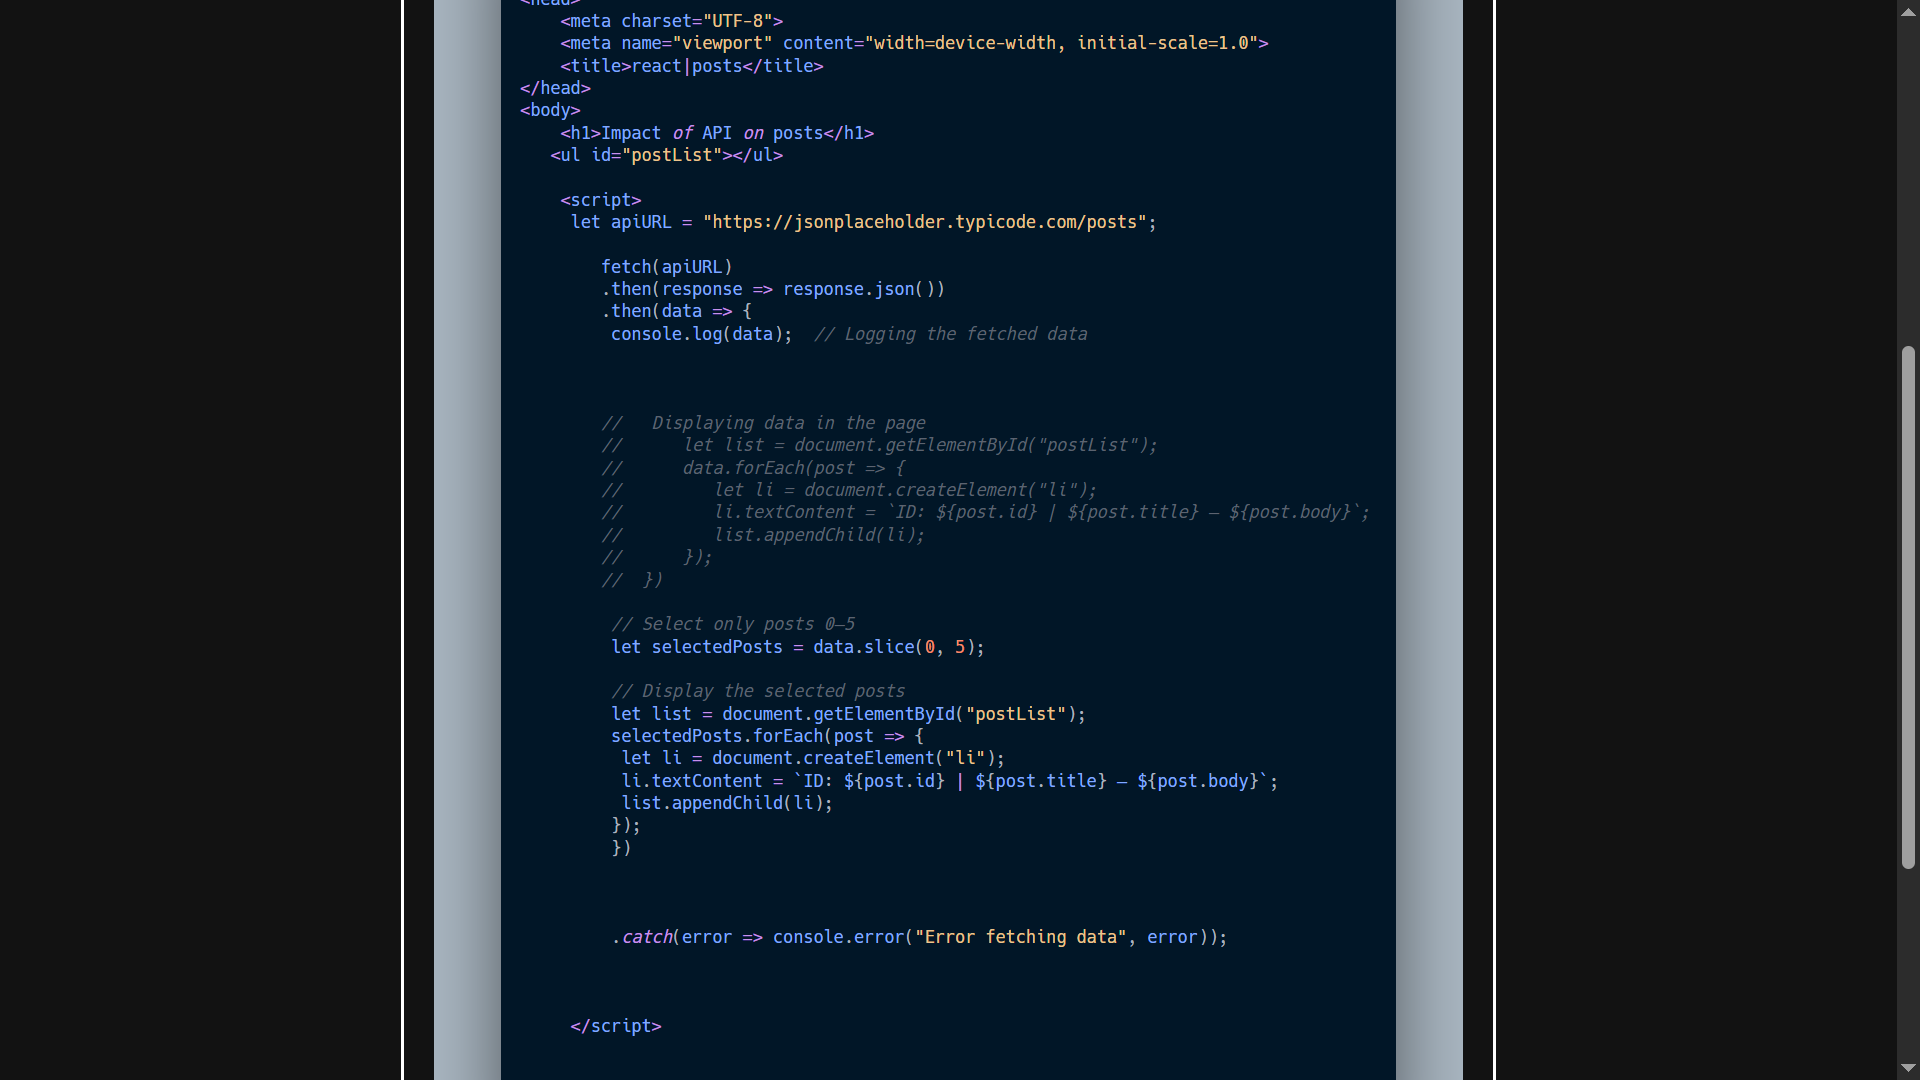 <head>
<meta charset="UTF-8">
<meta name="viewport" content="width=device-width, initial-scale=1.0">
<title>react|posts</title>
</head>
<body>
<h1>Impact of API on posts</h1>
<ul id="postList"></ul>
<script>
let apiURL = "https://jsonplaceholder.typicode.com/posts";
fetch(apiURL)
.then(response => response.json())
.then(data => {
console.log(data);  // Logging the fetched data
//   Displaying data in the page
//      let list = document.getElementById("postList");
//      data.forEach(post => {
//         let li = document.createElement("li");
//         li.textContent = `ID: ${post.id} | ${post.title} — ${post.body}`;
//         list.appendChild(li);
//      });
//  })
// Select only posts 0–5
let selectedPosts = data.slice(0, 5);
// Display the selected posts
let list = document.getElementById("postList");
selectedPosts.forEach(post => {
let li = document.createElement("li");
li.textContent = `ID: ${post.id} | ${post.title} — ${post.body}`;
list.appendChild(li);
});
})
.catch(error => console.error("Error fetching data", error));
</script>